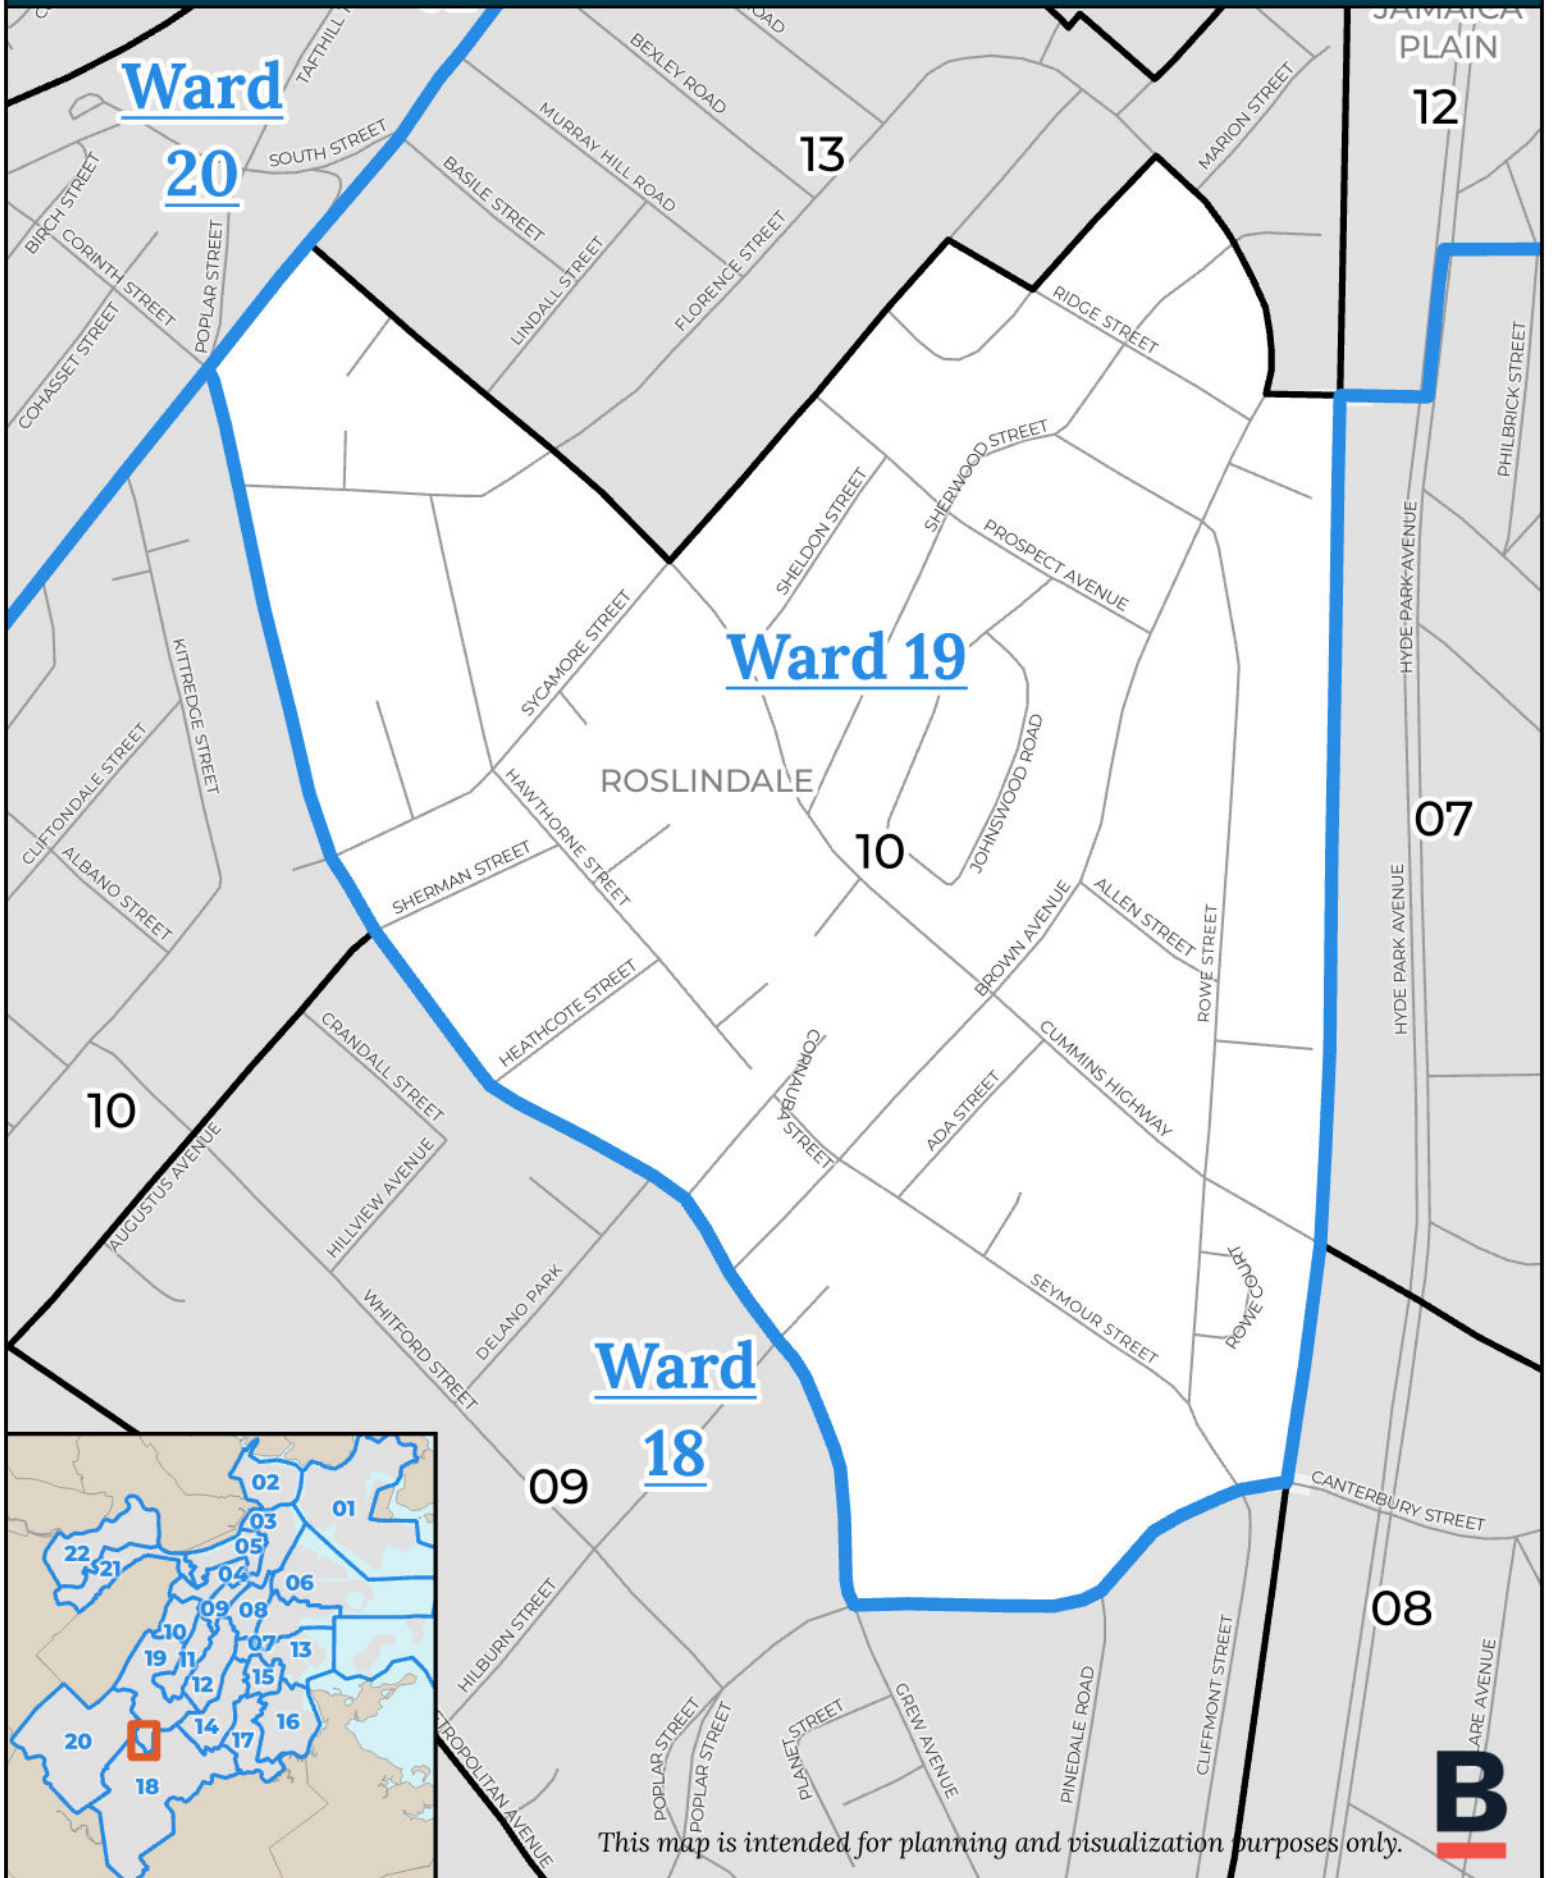 JAMAICA
PLAIN
12
Ward
20
TAFTHILL T
SOUTH STREET
BIRCH STREET
CORINTH STREET
POPLAR STREET
COHASSET STREET
BEXLEY ROAD
OAD
MURRAY HILL ROAD
BASILE STREET
LINDALL STREET
FLORENCE STREET
13
MARION STREET
RIDGE STREET
PHILBRICK STREET
SHERWOOD STREET
SHELDON STREET
PROSPECT AVENUE
HYDE PARK AVENUE
SYCAMORE STREET
Ward 19
KITTREDGE STREET
CLIFTONDALE STREET
ALBANO STREET
ROSLINDALE
HAWTHORNE STREET
JOHNSWOOD ROAD
10
07
SHERMAN STREET
BROWN AVENUE
ALLEN STREET
ROWE STREET
HYDE PARK AVENUE
HEATHCOTE STREET
CRANDALL STREET
CORNAUBA STREET
CUMMINS HIGHWAY
ADA STREET
10
AUGUSTUS AVENUE
HILLVIEW AVENUE
DELANO PARK
WHITFORD STREET
SEYMOUR STREET
ROWE COURT
Ward
18
09
CANTERBURY STREET
08
HILBURN STREET
TROPOLITAN AVENUE
POPLAR STREET
POPLAR STREET
PLANET STREET
GREW AVENUE
PINEDALE ROAD
CLIFFMONT STREET
ARE AVENUE
02
01
03
05
22
21
04
06
09
08
10
07
13
19
11
12
15
14
16
17
20
18
This map is intended for planning and visualization purposes only.
B